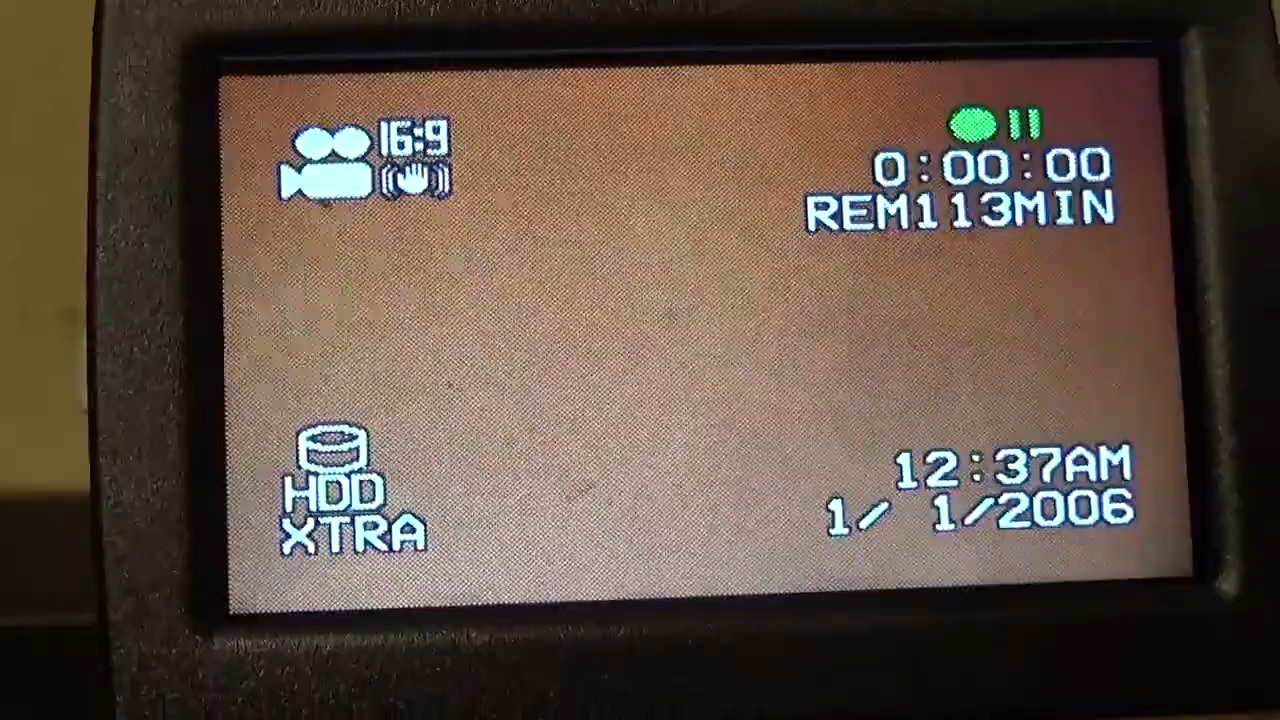 16:9
0:00:00
REM113MIN
HDD
XTRA
12:37AM
1/ 1/2006